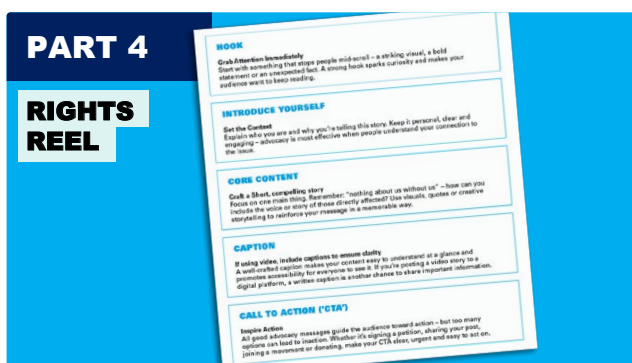 PART 4
RIGHTS
REEL
HOOK
Grab Attention Immediately
Start with something that stops people mid-scroll – a striking visual, a bold
statement or an unexpected fact. A strong hook sparks curiosity and makes your
audience want to keep reading.
INTRODUCE YOURSELF
Set the Context
Explain who you are and why you're telling this story. Keep it personal, clear and
engaging – advocacy is most effective when people understand your connection to
the issue.
CORE CONTENT
Craft a Short, compelling story
Focus on one main thing. Remember: "nothing about us without us" – how can you
include the voice or story of those directly affected? Use visuals, quotes or creative
storytelling to reinforce your message in a memorable way.
CAPTION
If using video, include captions to ensure clarity
A well-crafted caption makes your content easy to understand at a glance and
promotes accessibility for everyone to see it. If you're posting a video story to a
digital platform, a written caption is another chance to share important information.
CALL TO ACTION ('CTA')
Inspire Action
All good advocacy messages guide the audience toward action – but too many
options can lead to inaction. Whether it's signing a petition, sharing your post,
joining a movement or donating, make your CTA clear, urgent and easy to act on.